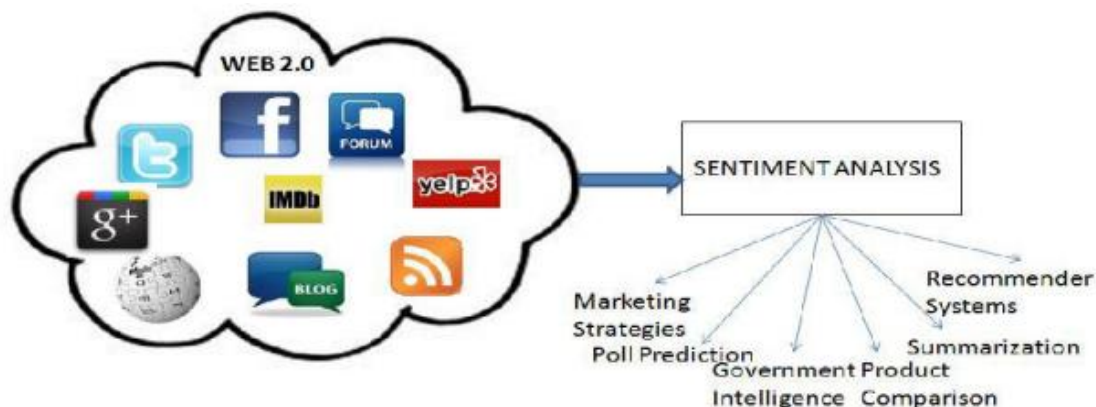 WEB 2.0
f
FORUM
t
yelp
IMDb
g+
BLOG
SENTIMENT ANALYSIS
Marketing
Strategies
Poll Prediction
Government
Intelligence
Product
Comparison
Summarization
Recommender
Systems